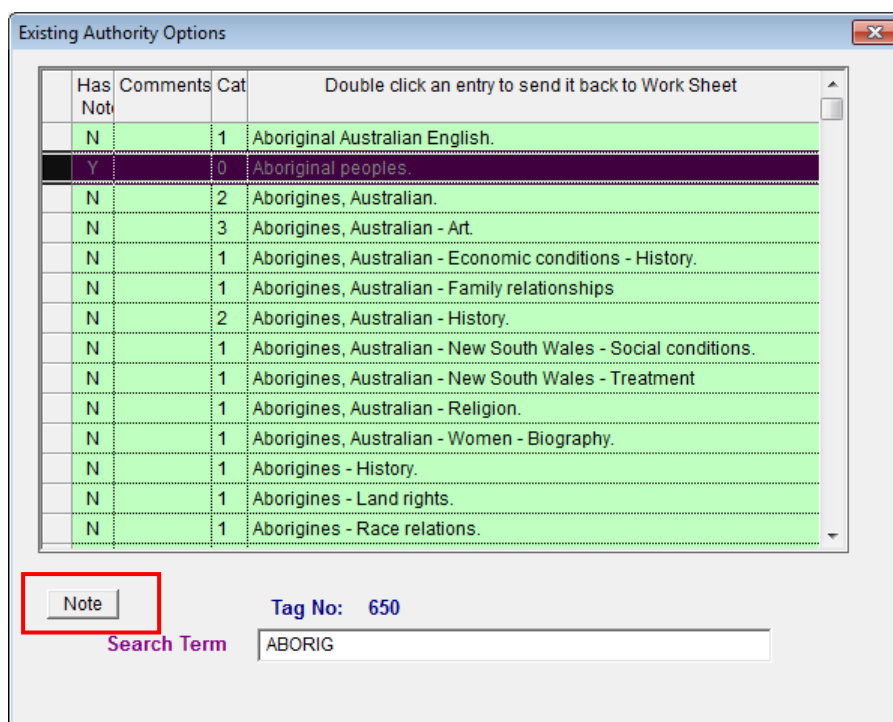 Existing Authority Options
Has Comments Cat Double click an entry to send it back to Work Sheet
Not
N 1 Aboriginal Australian English.
Y 0 Aboriginal peoples.
N 2 Aborigines, Australian.
N 3 Aborigines, Australian - Art.
N 1 Aborigines, Australian - Economic conditions - History.
N 1 Aborigines, Australian - Family relationships
N 2 Aborigines, Australian - History.
N 1 Aborigines, Australian - New South Wales - Social conditions.
N 1 Aborigines, Australian - New South Wales - Treatment
N 1 Aborigines, Australian - Religion.
N 1 Aborigines, Australian - Women - Biography.
N 1 Aborigines - History.
N 1 Aborigines - Land rights.
N 1 Aborigines - Race relations.
Note Tag No: 650
Search Term ABORIG